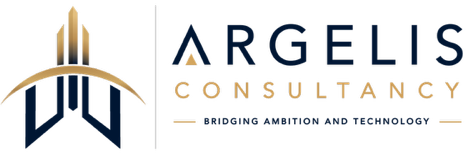 ARGELIS
CONSULTANCY
BRIDGING AMBITION AND TECHNOLOGY